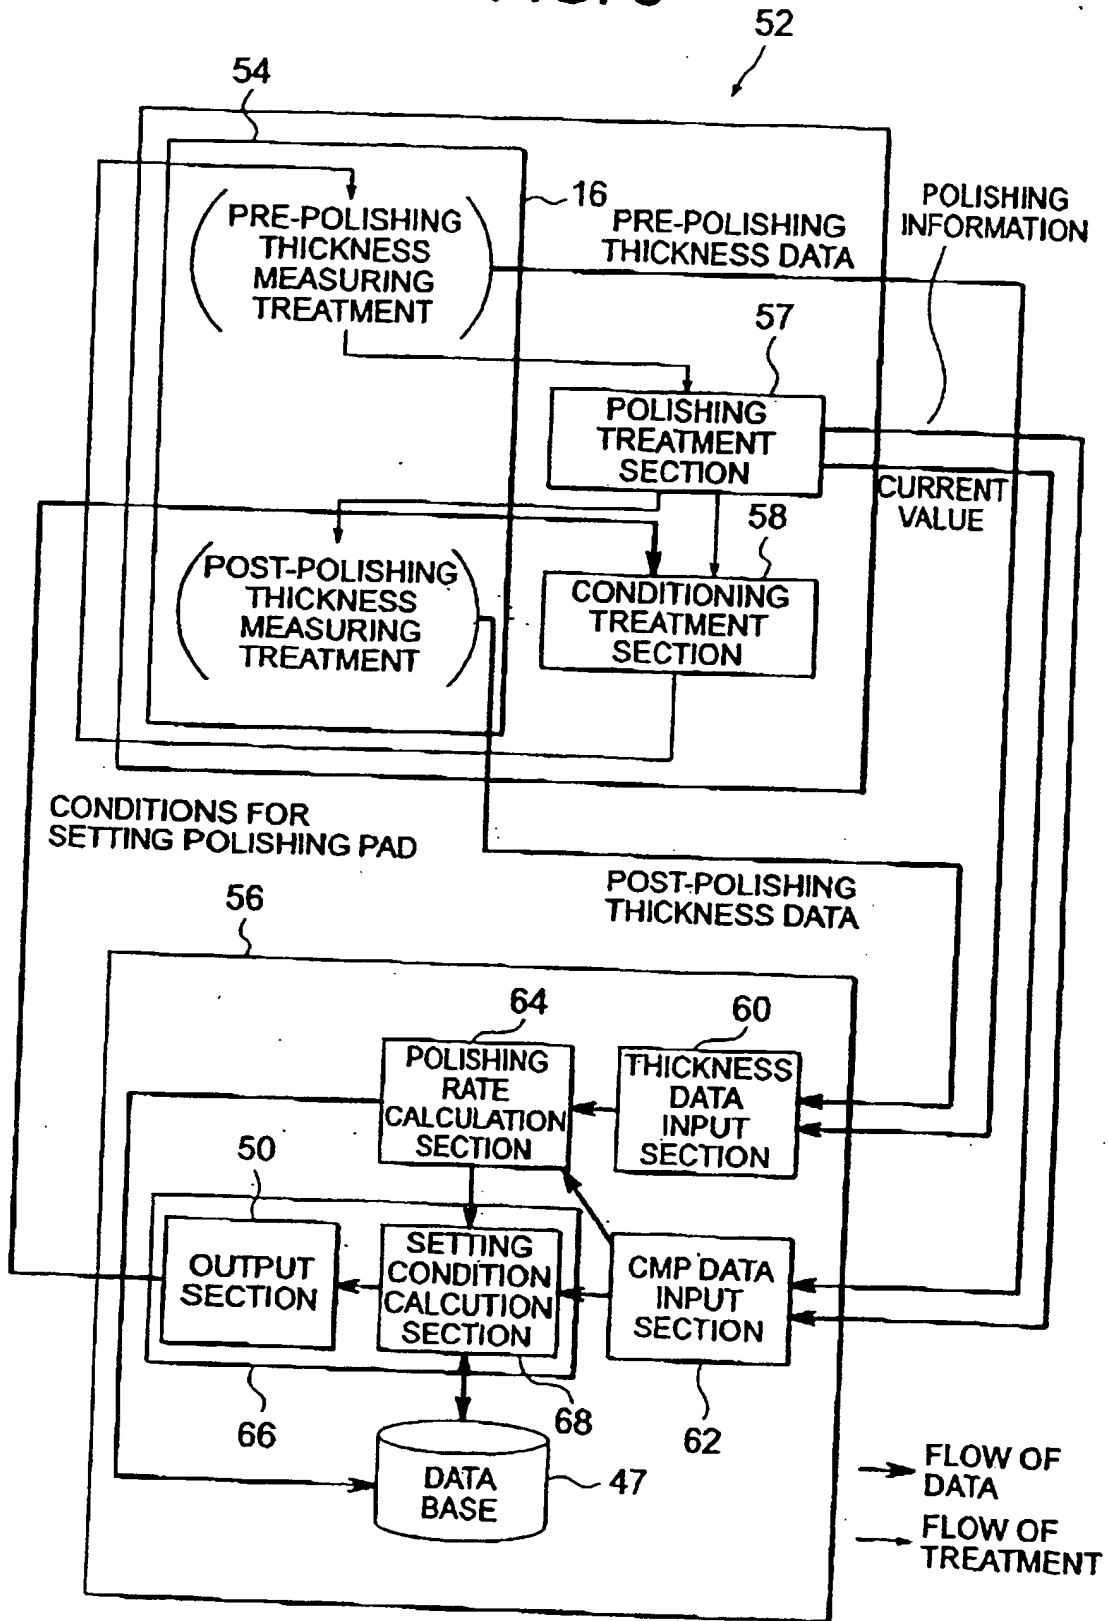 52
54
16
PRE-POLISHING
THICKNESS
MEASURING
TREATMENT
PRE-POLISHING
THICKNESS DATA
POLISHING
INFORMATION
57
POLISHING
TREATMENT
SECTION
CURRENT
VALUE
58
POST-POLISHING
THICKNESS
MEASURING
TREATMENT
CONDITIONING
TREATMENT
SECTION
CONDITIONS FOR
SETTING POLISHING PAD
POST-POLISHING
THICKNESS DATA
56
64
60
POLISHING
RATE
CALCULATION
SECTION
THICKNESS
DATA
INPUT
SECTION
50
OUTPUT
SECTION
SETTING
CONDITION
CALCUTION
SECTION
CMP DATA
INPUT
SECTION
66
68
62
DATA
BASE
47
FLOW OF
DATA
FLOW OF
TREATMENT